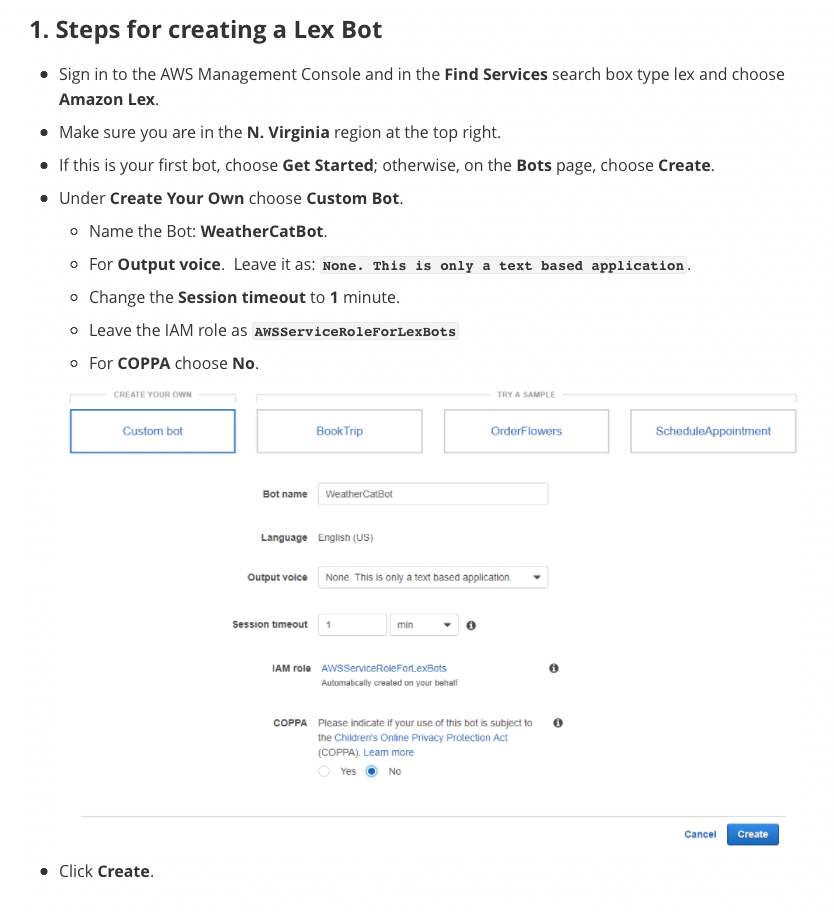 1. Steps for creating a Lex Bot
Sign in to the AWS Management Console and in the Find Services search box type lex and choose
Amazon Lex.
Make sure you are in the N. Virginia region at the top right.
If this is your first bot, choose Get Started; otherwise, on the Bots page, choose Create.
Under Create Your Own choose Custom Bot.
Name the Bot: WeatherCatBot.
For Output voice. Leave it as: None. This is only a text based application.
Change the Session timeout to 1 minute.
Leave the IAM role as AWSServiceRoleForLexBots
For COPPA choose No.
CREATE YOUR OWN TRY A SAMPLE
Custom bot BookTrip OrderFlowers ScheduleAppointment
Bot name WeatherCatBot
Language English (US)
Output voice None. This is only a text based application.
Session timeout 1 min
IAM role AWSServiceRoleForLexBots
Automatically created on your behalf
COPPA Please indicate if your use of this bot is subject to
the Children's Online Privacy Protection Act
(COPPA). Learn more
Yes No
Cancel Create
Click Create.